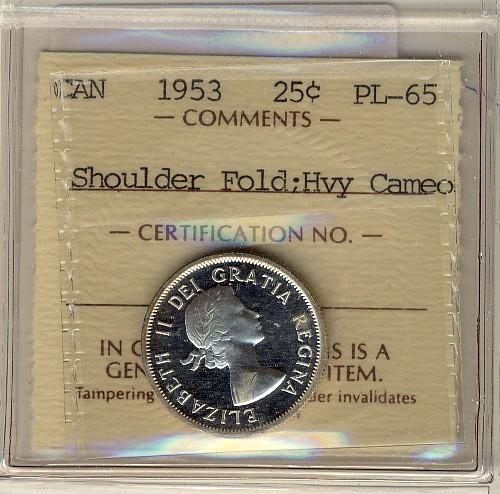 CAN 1953 25¢ PL-65
— COMMENTS —
Shoulder Fold;Hvy Cameo
— CERTIFICATION NO. —
ELIZABETH II DEI GRATIA REGINA
IN C S IS A
GEN ITEM.
Tampering der invalidates